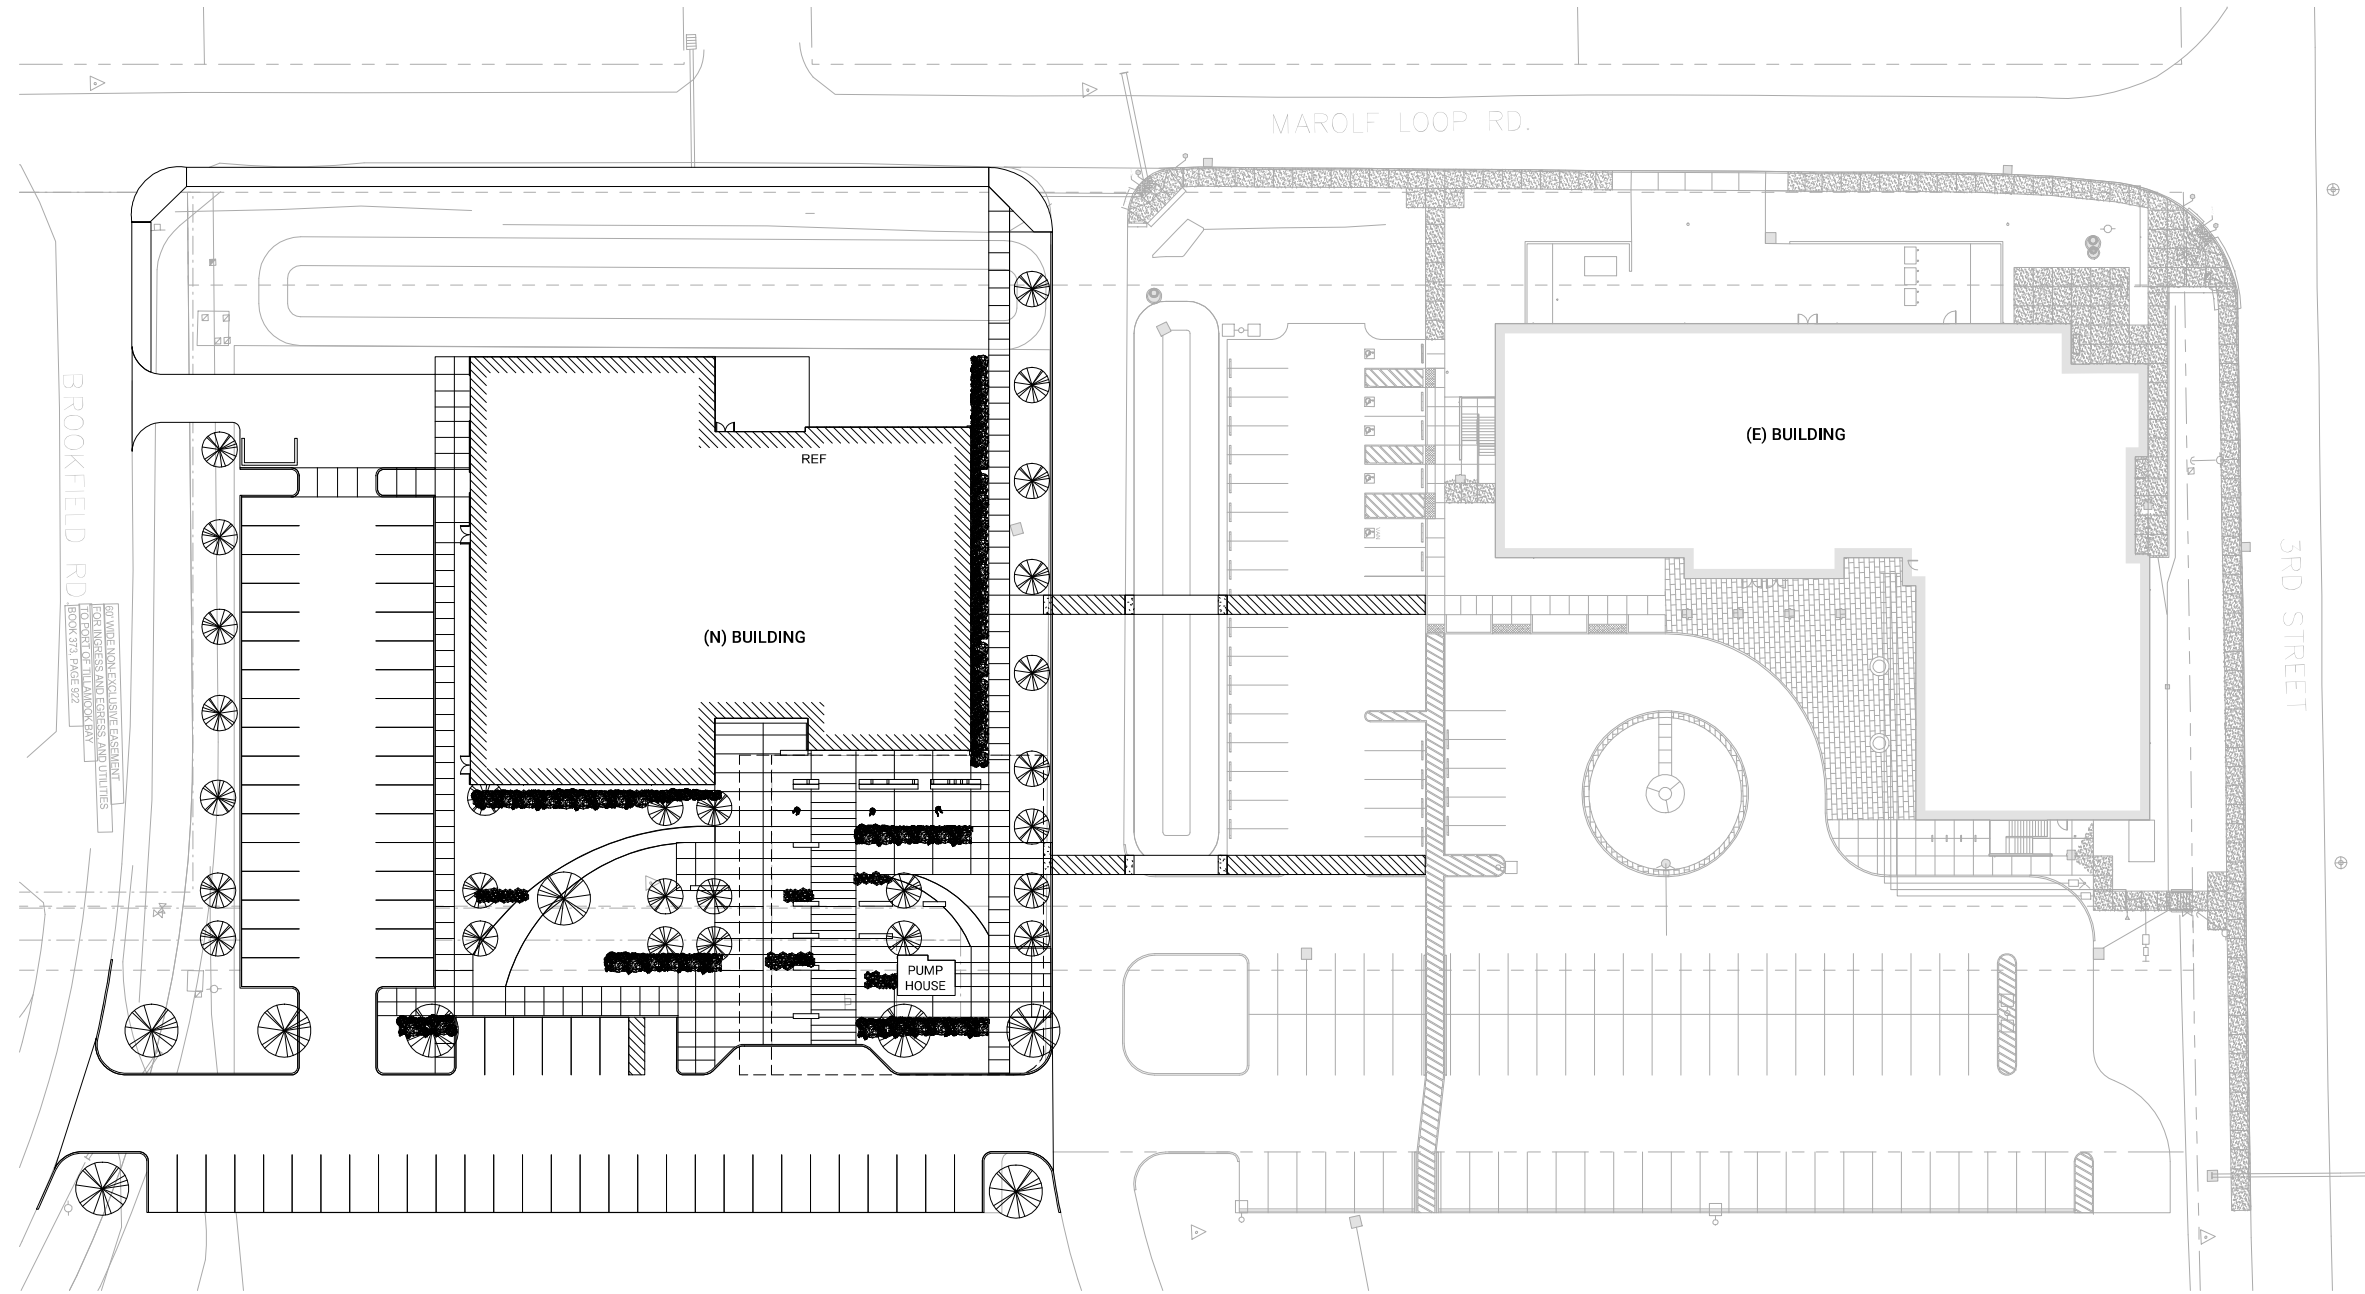 MAROLF LOOP RD.
BROOKFIELD RD.
60' WIDE NON-EXCLUSIVE EASEMENT
FOR INGRESS AND EGRESS, AND UTILITIES
TO PORT OF TILLAMOOK BAY
BOOK 373, PAGE 922
REF
(N) BUILDING
PUMP
HOUSE
(E) BUILDING
3RD STREET